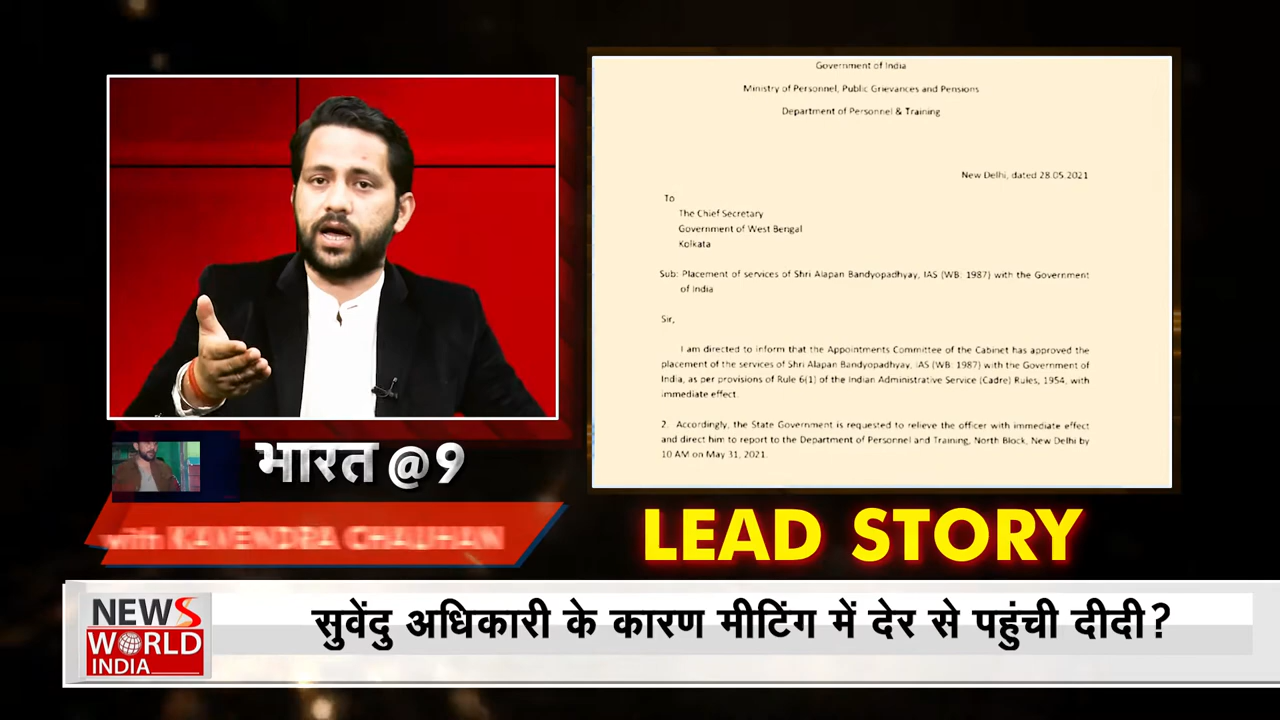 Government of India
Ministry of Personnel, Public Grievances and Pensions
Department of Personnel & Training
New Delhi, dated 28.05.2021
To
The Chief Secretary
Government of West Bengal
Kolkata
Sub: Placement of services of Shri Alapan Bandyopadhyay, IAS (WB: 1987) with the Government
of India
Sir,
I am directed to inform that the Appointments Committee of the Cabinet has approved the
placement of the services of Shri Alapan Bandyopadhyay, IAS (WB: 1987) with the Government of
India, as per provisions of Rule 6(1) of the Indian Administrative Service (Cadre) Rules, 1954, with
immediate effect.
2. Accordingly, the State Government is requested to relieve the officer with immediate effect
and direct him to report to the Department of Personnel and Training, North Block, New Delhi by
10 AM on May 31, 2021.
भारत @9
with KAVENDRA CHAUHAN
LEAD STORY
NEWS
WORLD
INDIA
सुवेंदु अधिकारी के कारण मीटिंग में देर से पहुंची दीदी?